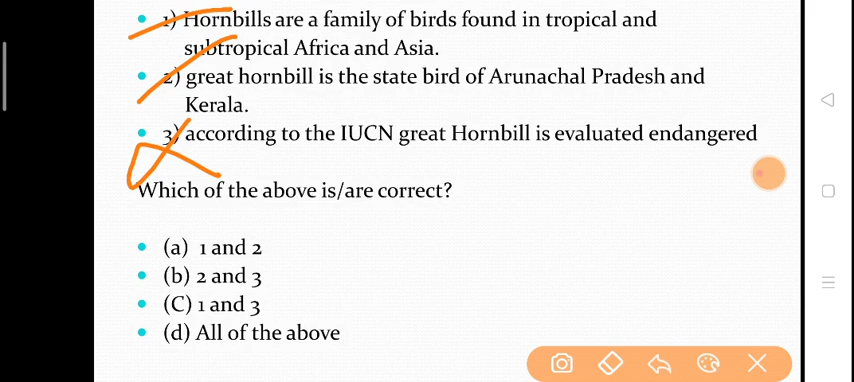 1) Hornbills are a family of birds found in tropical and
subtropical Africa and Asia.
2) great hornbill is the state bird of Arunachal Pradesh and
Kerala.
3) according to the IUCN great Hornbill is evaluated endangered
Which of the above is/are correct?
(a) 1 and 2
(b) 2 and 3
(C) 1 and 3
(d) All of the above